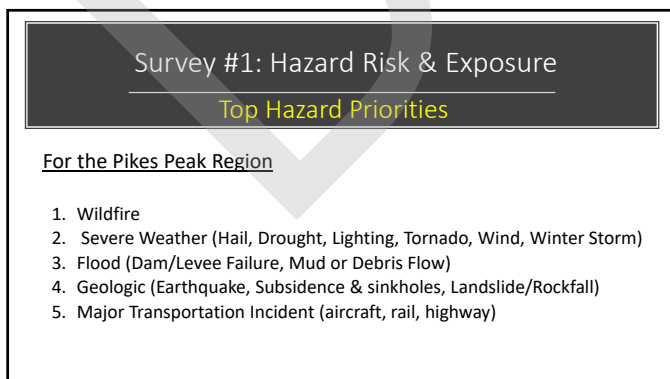 Survey #1: Hazard Risk & Exposure
Top Hazard Priorities
For the Pikes Peak Region
1. Wildfire
2. Severe Weather (Hail, Drought, Lighting, Tornado, Wind, Winter Storm)
3. Flood (Dam/Levee Failure, Mud or Debris Flow)
4. Geologic (Earthquake, Subsidence & sinkholes, Landslide/Rockfall)
5. Major Transportation Incident (aircraft, rail, highway)